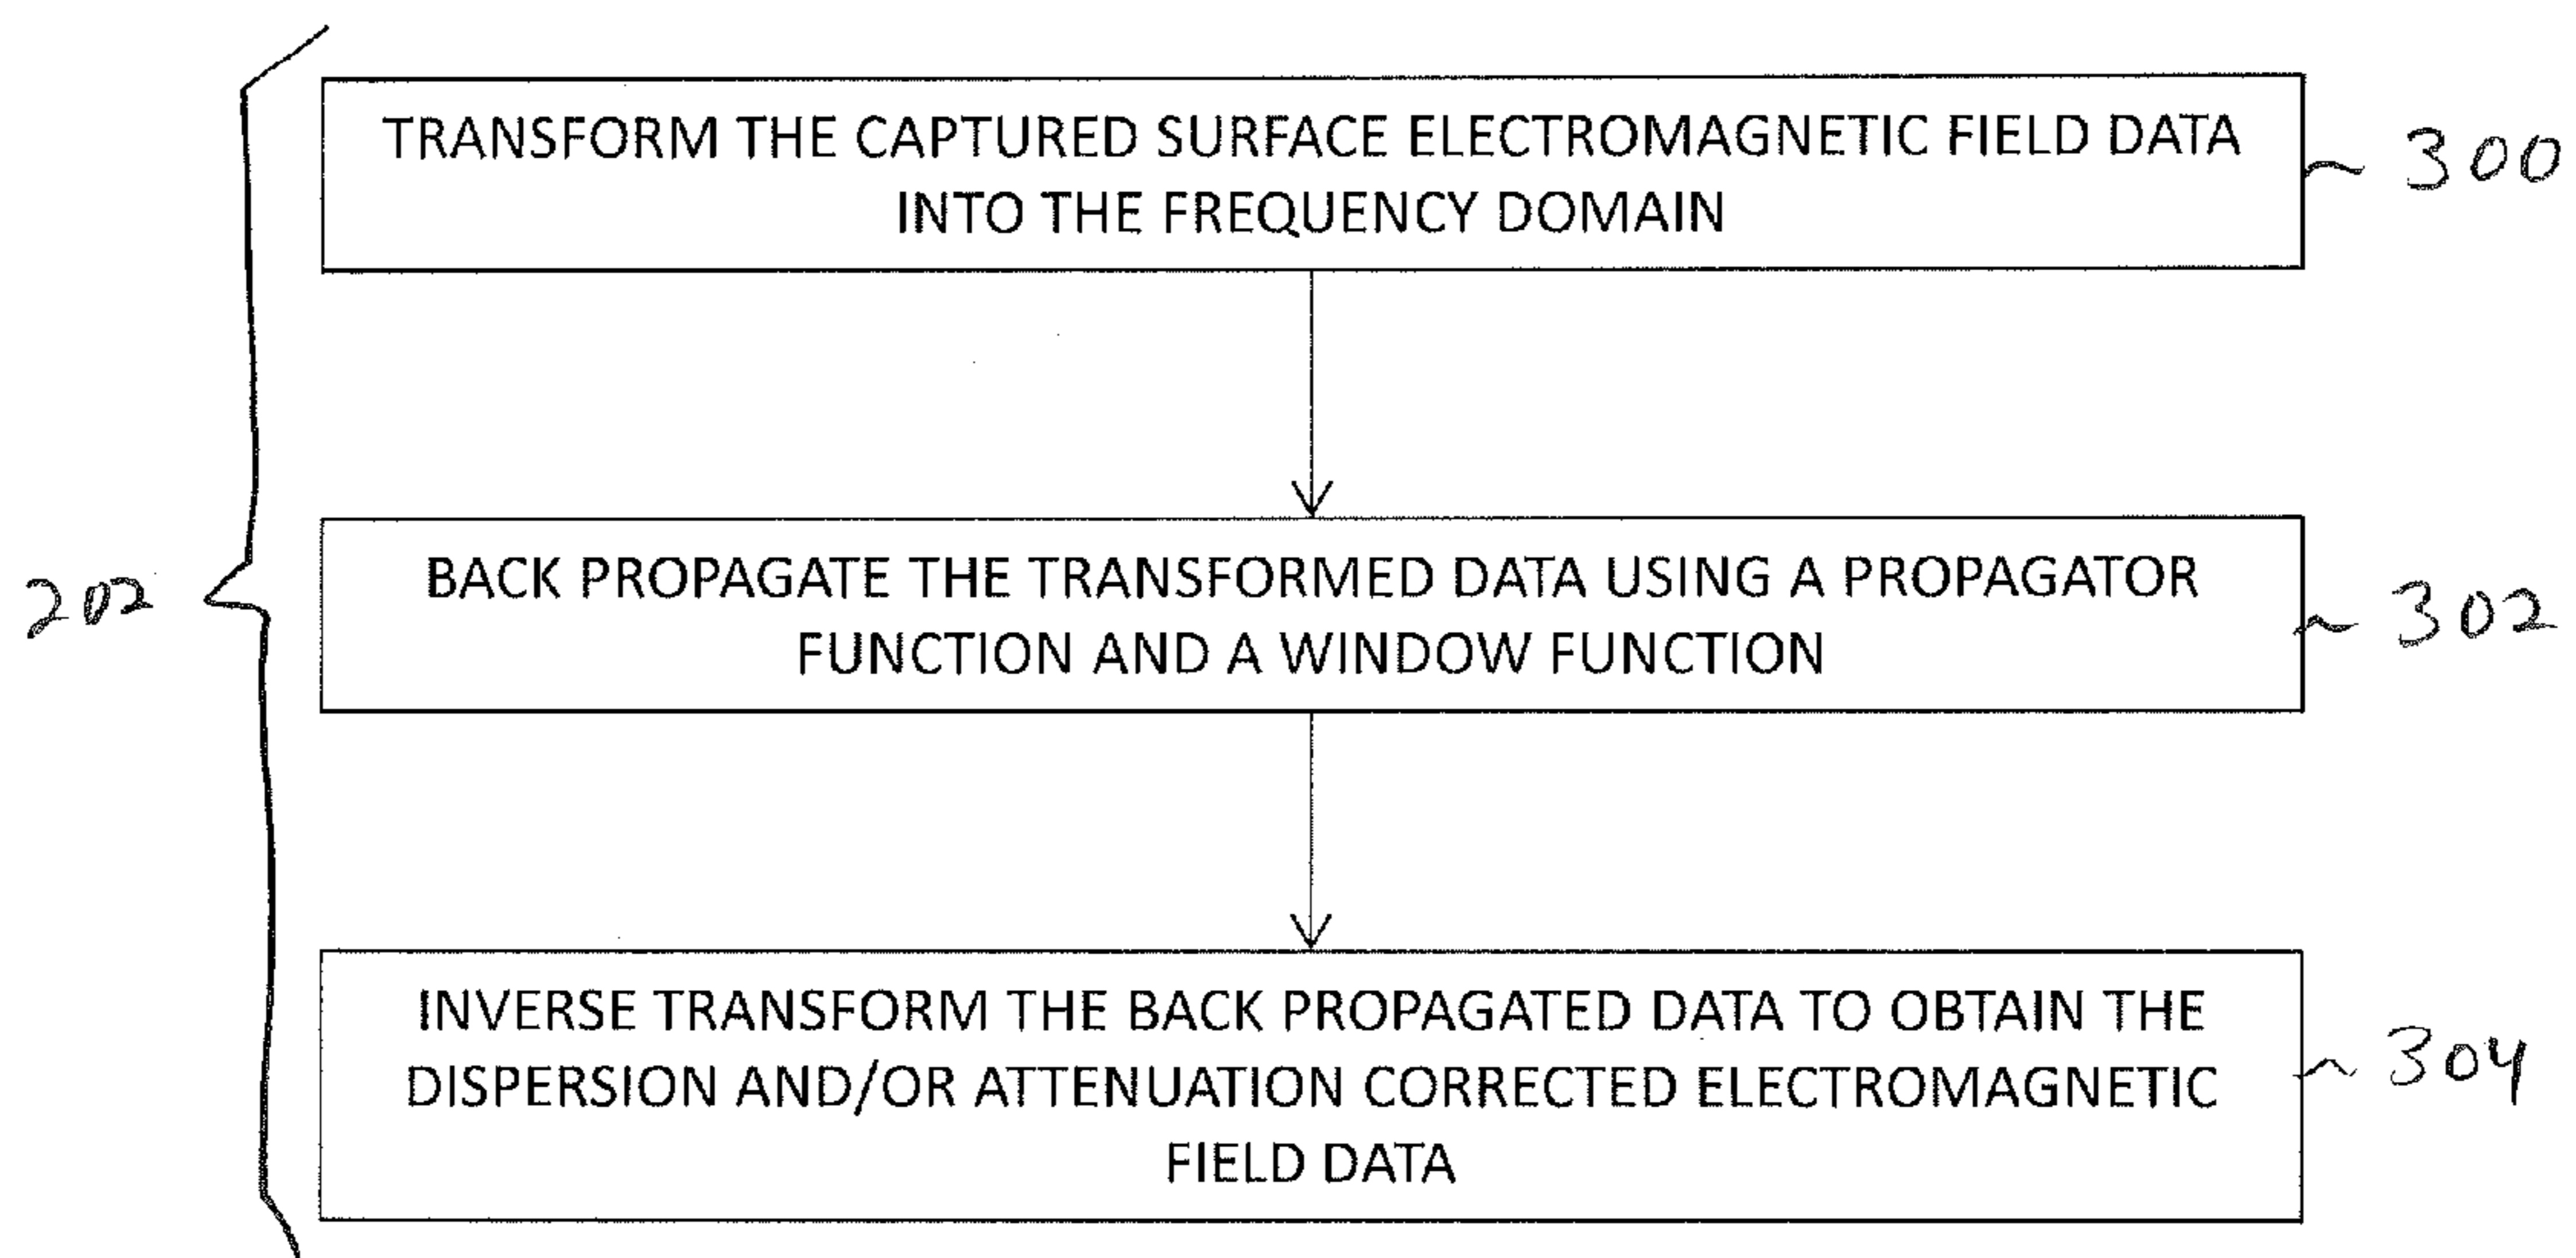 TRANSFORM THE CAPTURED SURFACE ELECTROMAGNETIC FIELD DATA
INTO THE FREQUENCY DOMAIN
300
BACK PROPAGATE THE TRANSFORMED DATA USING A PROPAGATOR
FUNCTION AND A WINDOW FUNCTION
302
202
INVERSE TRANSFORM THE BACK PROPAGATED DATA TO OBTAIN THE
DISPERSION AND/OR ATTENUATION CORRECTED ELECTROMAGNETIC
FIELD DATA
304